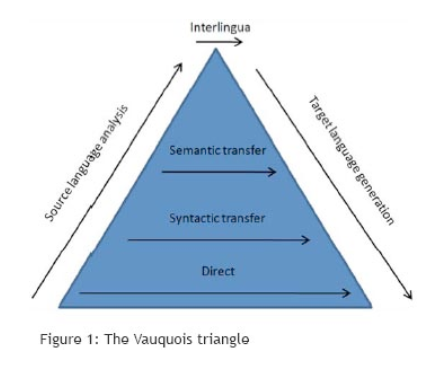 Interlingua
Source language analysis
Target language generation
Semantic transfer
Syntactic transfer
Direct
Figure 1: The Vauquois triangle